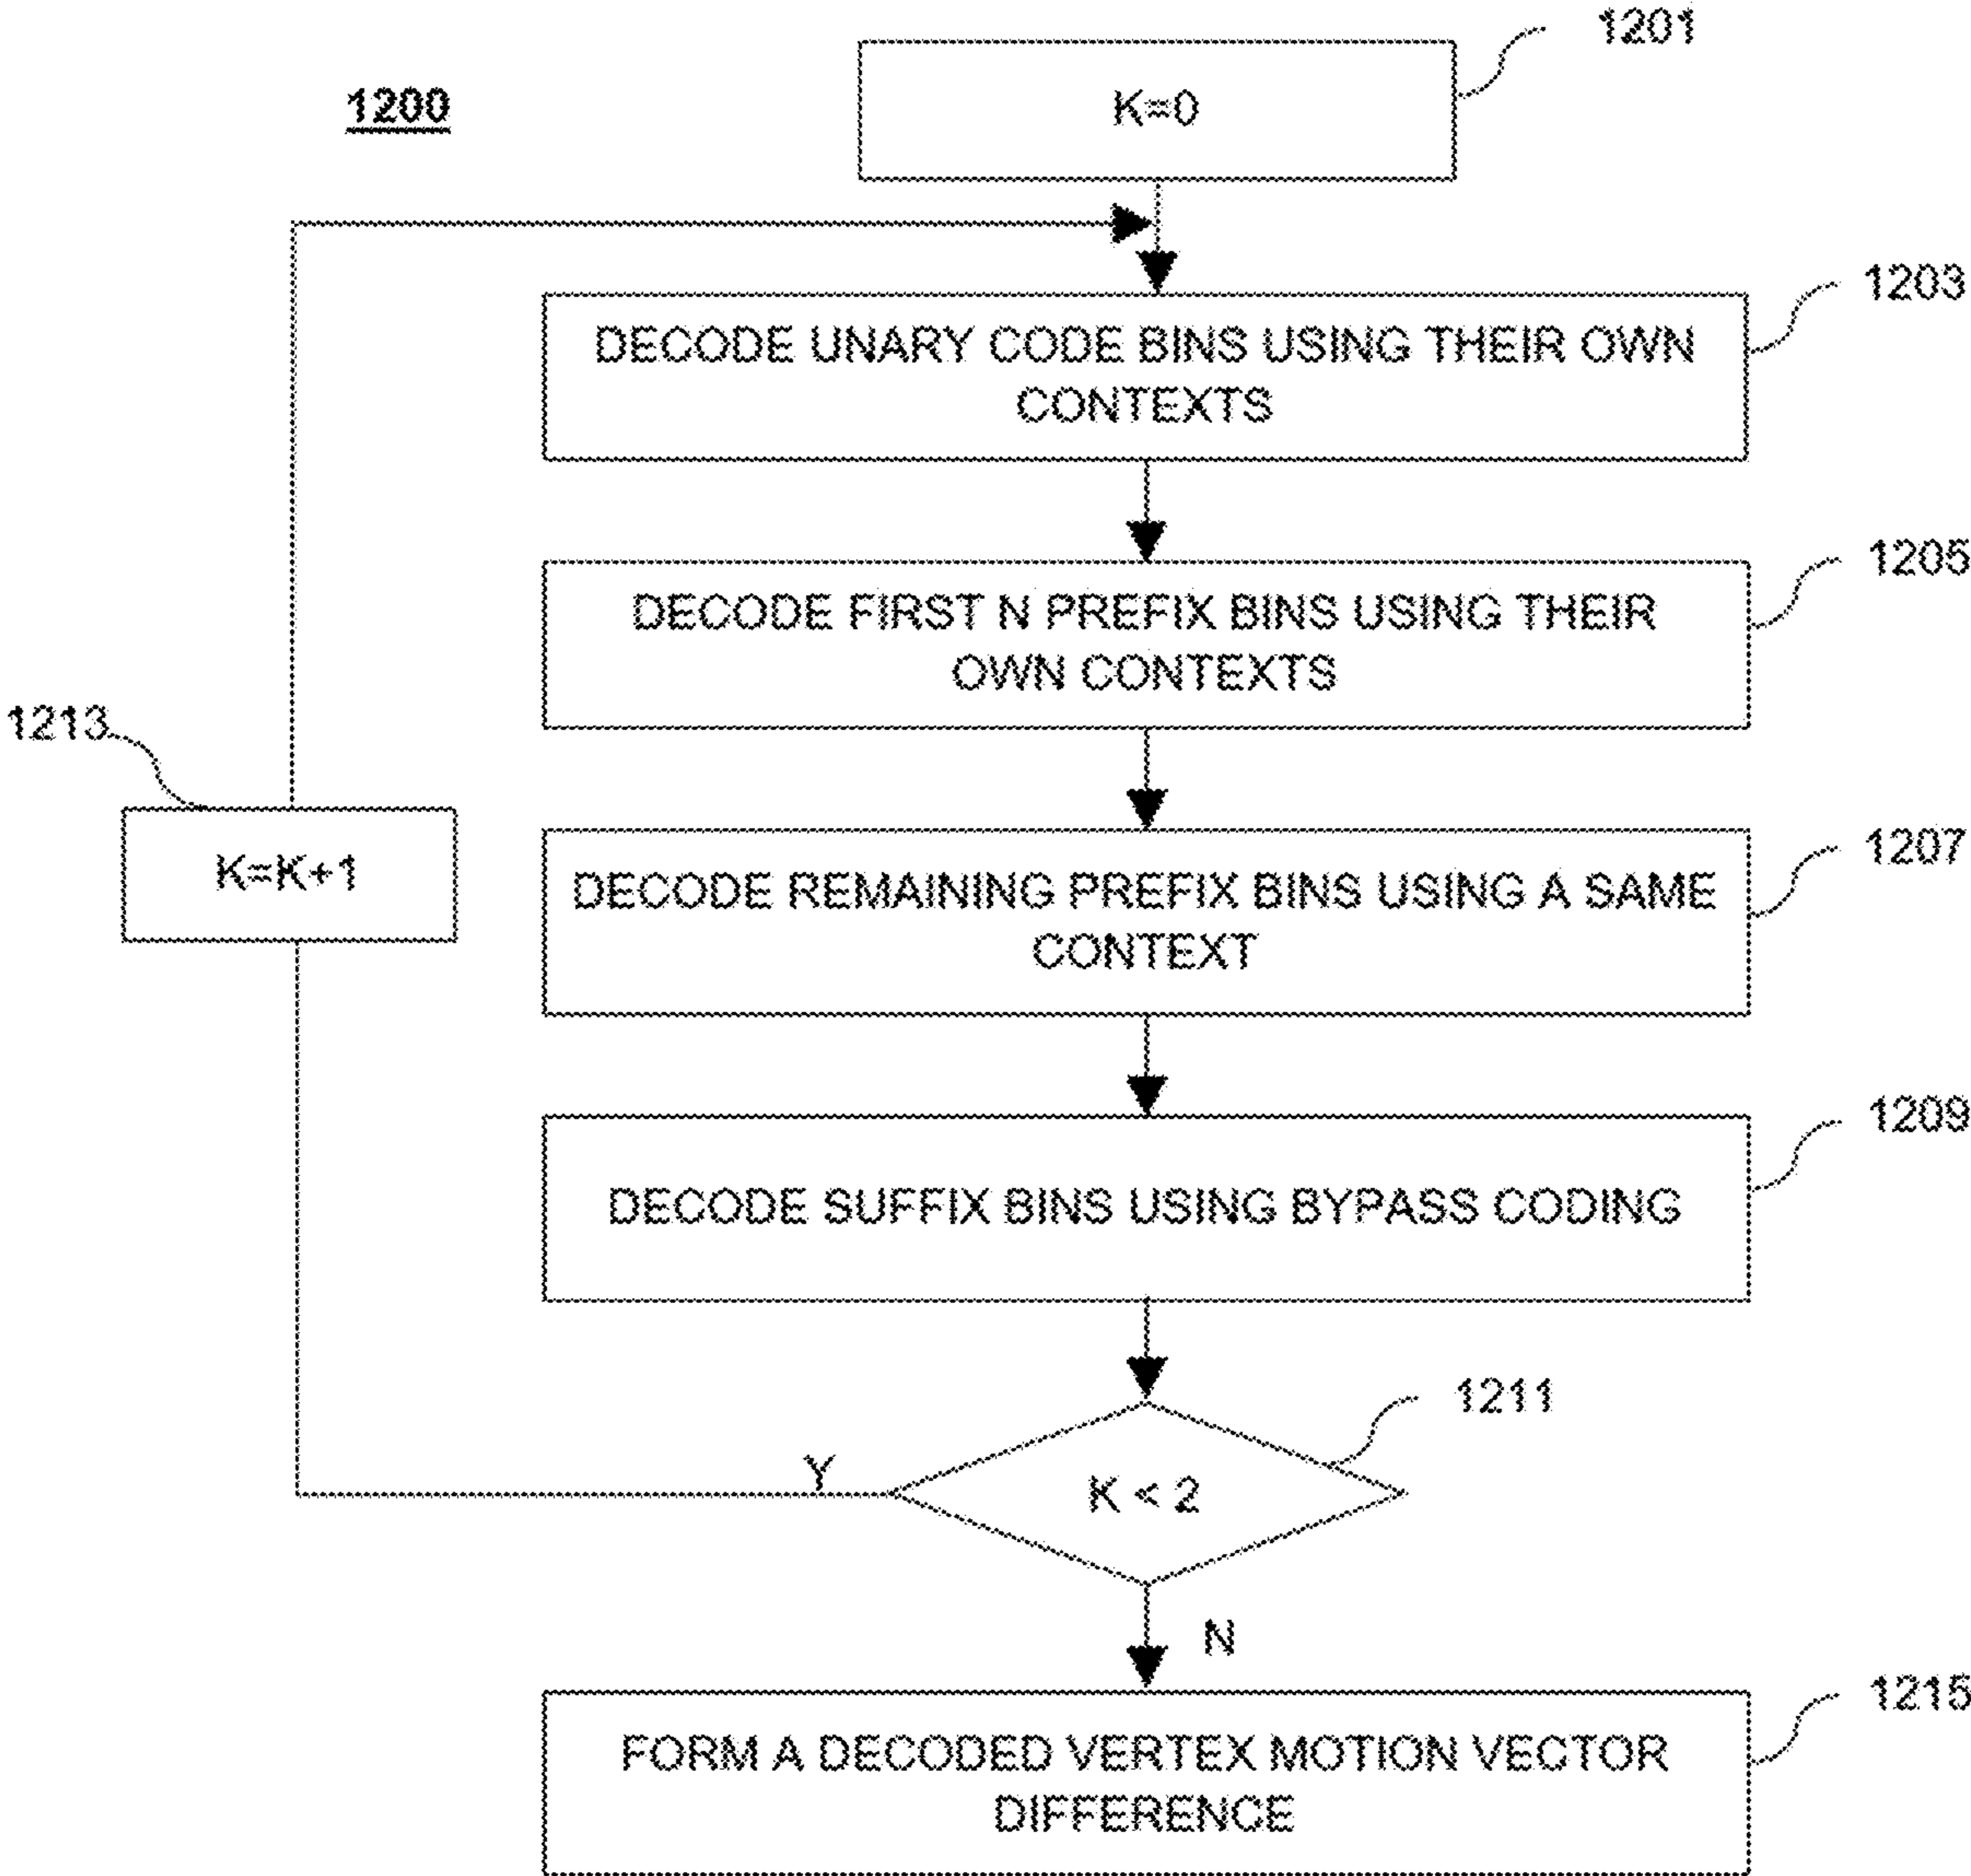 1201
1200
K=0
1203
DECODE UNARY CODE BINS USING THEIR OWN
CONTEXTS
1205
DECODE FIRST N PREFIX BINS USING THEIR
OWN CONTEXTS
1213
K=K+1
1207
DECODE REMAINING PREFIX BINS USING A SAME
CONTEXT
1209
DECODE SUFFIX BINS USING BYPASS CODING
1211
Y
K < 2
N
1215
FORM A DECODED VERTEX MOTION VECTOR
DIFFERENCE